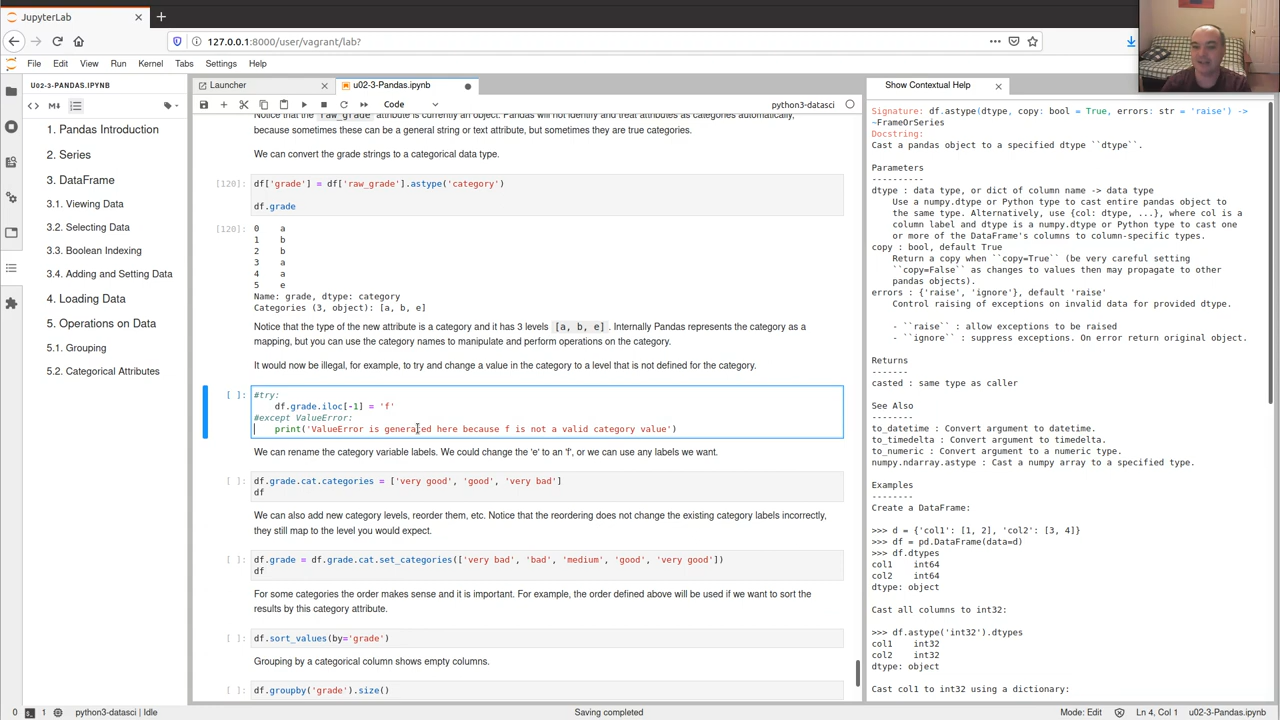 JupyterLab
127.0.0.1:8000/user/vagrant/lab?
File Edit View Run Kernel Tabs Settings Help
U02-3-PANDAS.IPYNB
1. Pandas Introduction
2. Series
3. DataFrame
3.1. Viewing Data
3.2. Selecting Data
3.3. Boolean Indexing
3.4. Adding and Setting Data
4. Loading Data
5. Operations on Data
5.1. Grouping
5.2. Categorical Attributes
Launcher
u02-3-Pandas.ipynb
Code
python3-datasci
Notice that the raw_grade attribute is currently an object. Pandas will not identify and treat attributes as categories automatically,
because sometimes these can be a general string or text attribute, but sometimes they are true categories.
We can convert the grade strings to a categorical data type.
[120]: df['grade'] = df['raw_grade'].astype('category')
df.grade
[120]: 0 a
1 b
2 b
3 a
4 a
5 e
Name: grade, dtype: category
Categories (3, object): [a, b, e]
Notice that the type of the new attribute is a category and it has 3 levels [a, b, e]. Internally Pandas represents the category as a
mapping, but you can use the category names to manipulate and perform operations on the category.
It would now be illegal, for example, to try and change a value in the category to a level that is not defined for the category.
[ ]: #try:
df.grade.iloc[-1] = 'f'
#except ValueError:
print('ValueError is generated here because f is not a valid category value')
We can rename the category variable labels. We could change the 'e' to an 'f', or we can use any labels we want.
[ ]: df.grade.cat.categories = ['very good', 'good', 'very bad']
df
We can also add new category levels, reorder them, etc. Notice that the reordering does not change the existing category labels incorrectly,
they still map to the level you would expect.
[ ]: df.grade = df.grade.cat.set_categories(['very bad', 'bad', 'medium', 'good', 'very good'])
df
For some categories the order makes sense and it is important. For example, the order defined above will be used if we want to sort the
results by this category attribute.
[ ]: df.sort_values(by='grade')
Grouping by a categorical column shows empty columns.
[ ]: df.groupby('grade').size()
Show Contextual Help
Signature: df.astype(dtype, copy: bool = True, errors: str = 'raise') ->
~FrameOrSeries
Docstring:
Cast a pandas object to a specified dtype ``dtype``.
Parameters
----------
dtype : data type, or dict of column name -> data type
Use a numpy.dtype or Python type to cast entire pandas object to
the same type. Alternatively, use {col: dtype, ...}, where col is a
column label and dtype is a numpy.dtype or Python type to cast one
or more of the DataFrame's columns to column-specific types.
copy : bool, default True
Return a copy when ``copy=True`` (be very careful setting
``copy=False`` as changes to values then may propagate to other
pandas objects).
errors : {'raise', 'ignore'}, default 'raise'
Control raising of exceptions on invalid data for provided dtype.
- ``raise`` : allow exceptions to be raised
- ``ignore`` : suppress exceptions. On error return original object.
Returns
-------
casted : same type as caller
See Also
--------
to_datetime : Convert argument to datetime.
to_timedelta : Convert argument to timedelta.
to_numeric : Convert argument to a numeric type.
numpy.ndarray.astype : Cast a numpy array to a specified type.
Examples
--------
Create a DataFrame:
>>> d = {'col1': [1, 2], 'col2': [3, 4]}
>>> df = pd.DataFrame(data=d)
>>> df.dtypes
col1 int64
col2 int64
dtype: object
Cast all columns to int32:
>>> df.astype('int32').dtypes
col1 int32
col2 int32
dtype: object
Cast col1 to int32 using a dictionary:
0 1 python3-datasci | Idle
Saving completed
Mode: Edit
Ln 4, Col 1
u02-3-Pandas.ipynb